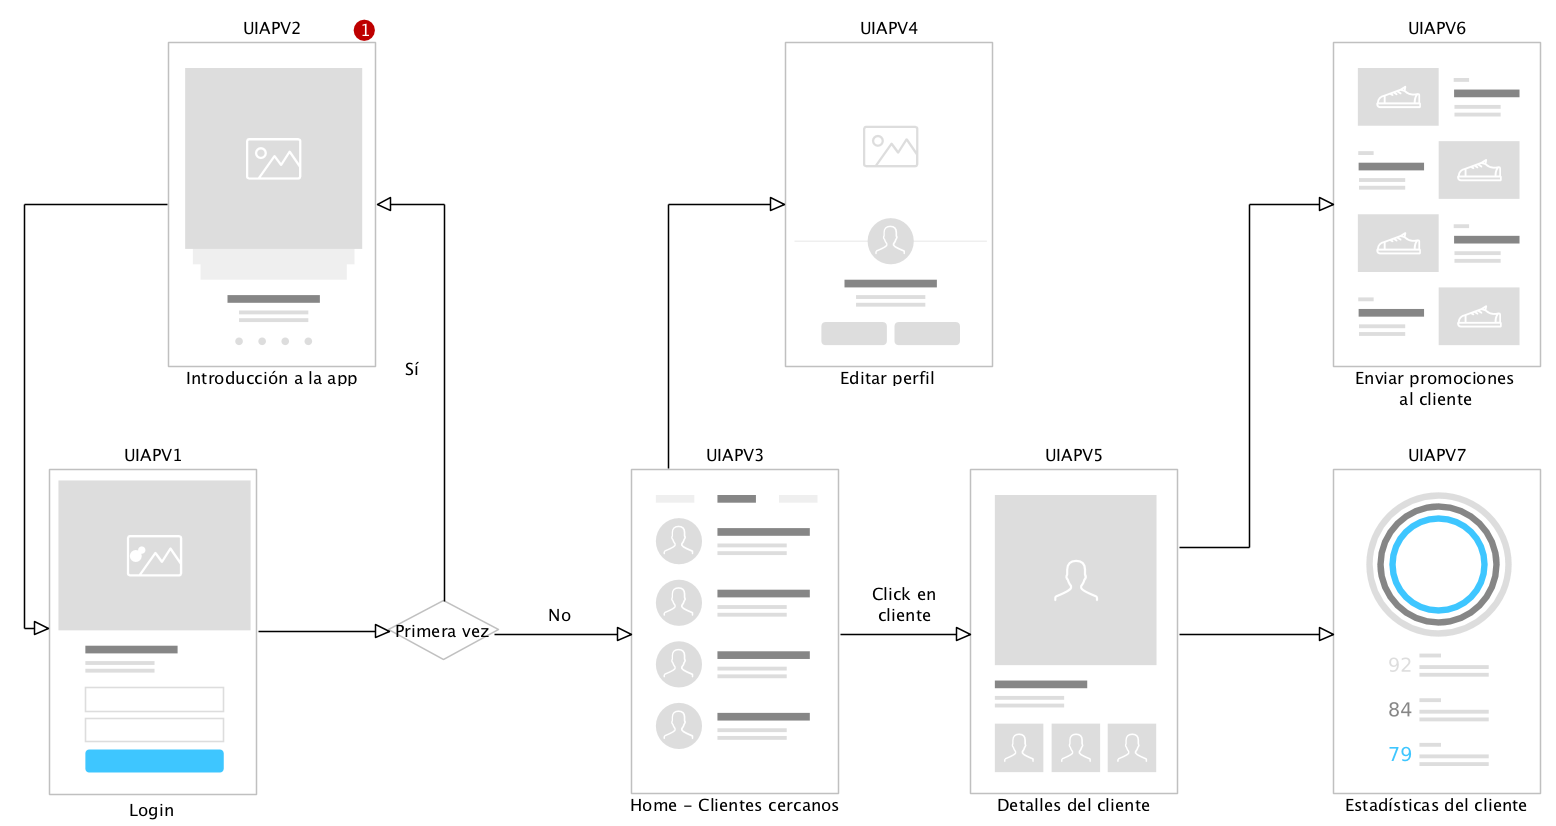 UIAPV2
1
UIAPV4
UIAPV6
Introducción a la app
Sí
Editar perfil
Enviar promociones
al cliente
UIAPV1
UIAPV3
UIAPV5
UIAPV7
Primera vez
No
Click en
cliente
92
84
79
Login
Home - Clientes cercanos
Detalles del cliente
Estadísticas del cliente